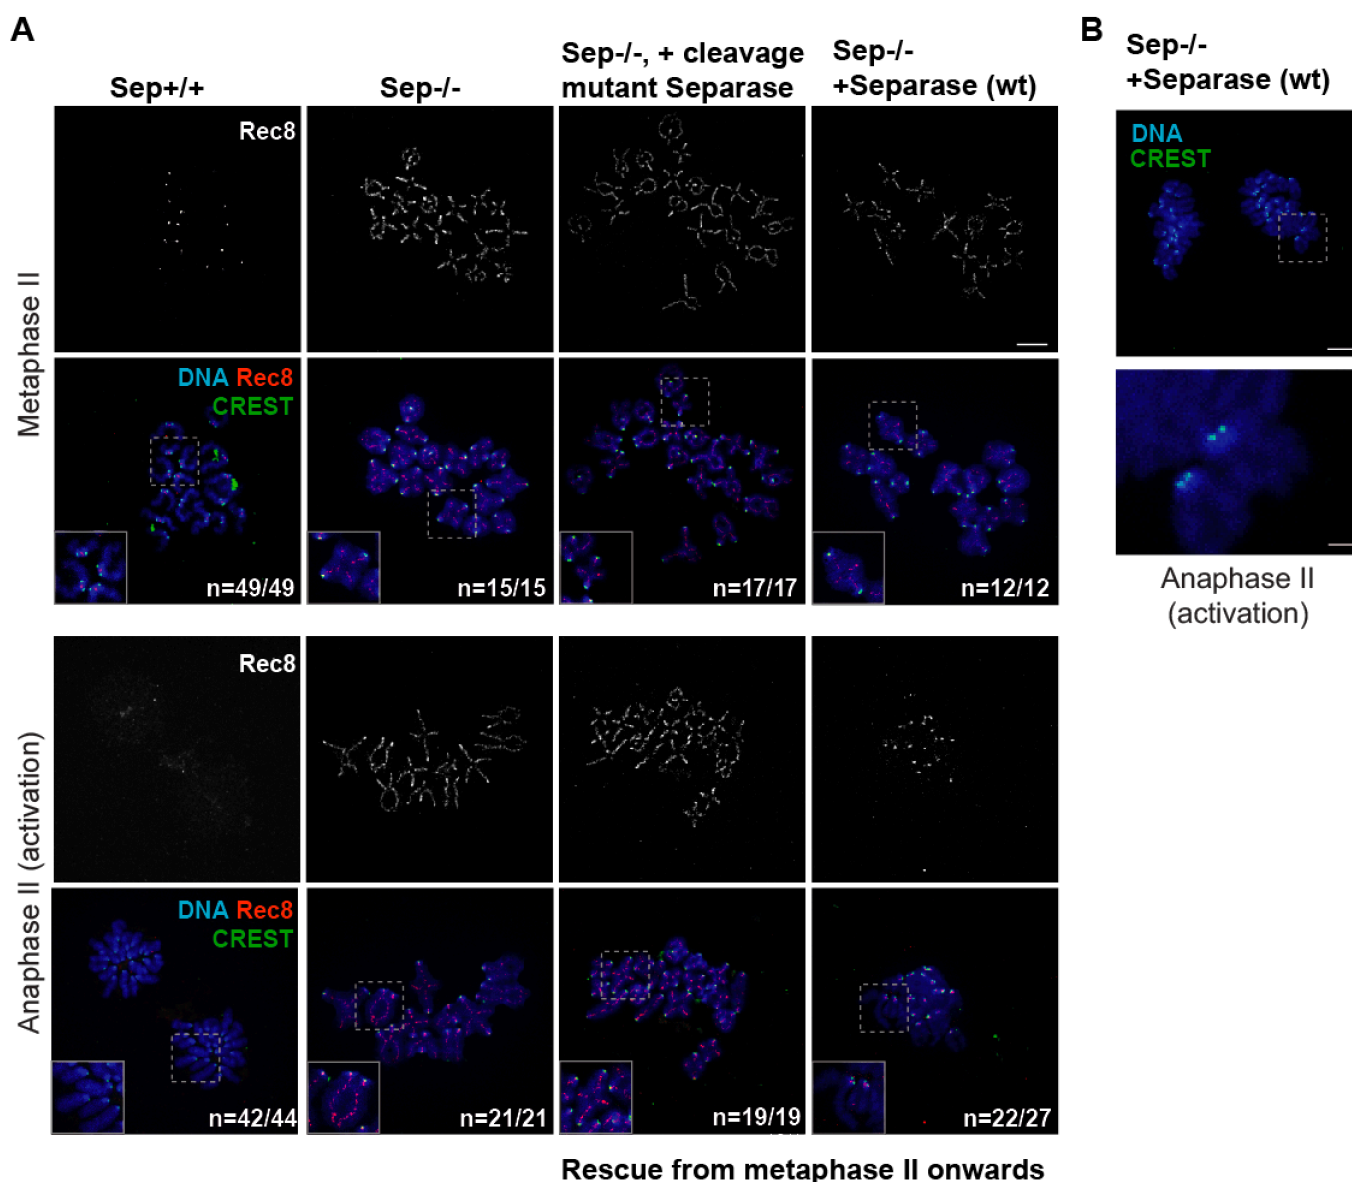 A
B
Sep+/+
Sep-/-
Sep-/-, + cleavage
mutant Separase
Sep-/-
+Separase (wt)
Sep-/-
+Separase (wt)
Metaphase II
Rec8
DNA
CREST
DNA Rec8
CREST
n=49/49
n=15/15
n=17/17
n=12/12
Anaphase II
(activation)
Anaphase II (activation)
Rec8
DNA Rec8
CREST
n=42/44
n=21/21
n=19/19
n=22/27
Rescue from metaphase II onwards